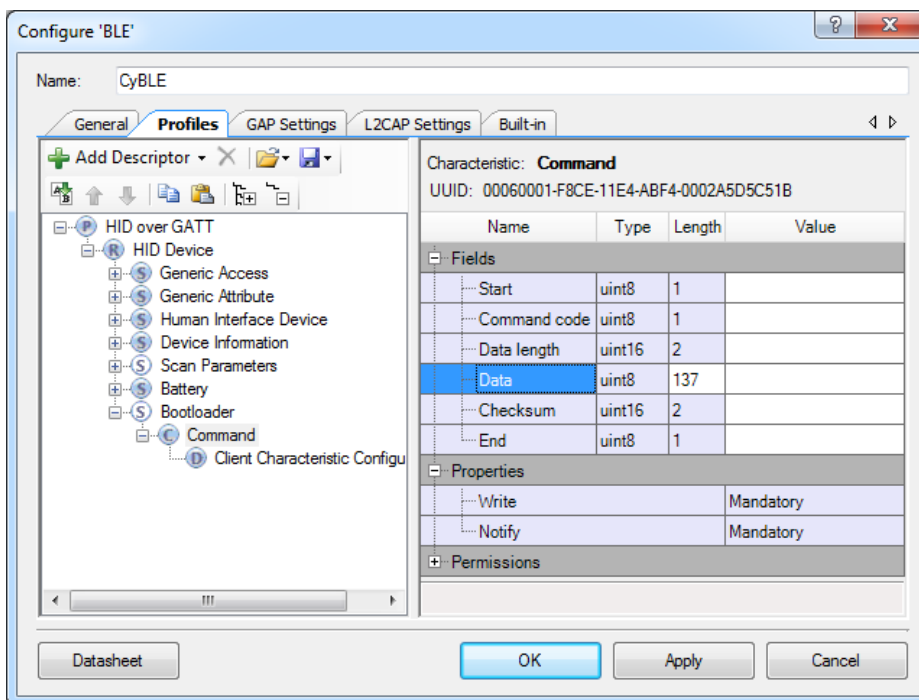 Configure 'BLE'
Name: CyBLE
General Profiles GAP Settings L2CAP Settings Built-in
Add Descriptor
Characteristic: Command
UUID: 00060001-F8CE-11E4-ABF4-0002A5D5C51B
HID over GATT
HID Device
Generic Access
Generic Attribute
Human Interface Device
Device Information
Scan Parameters
Battery
Bootloader
Command
Client Characteristic Configu
Name Type Length Value
Fields
Start uint8 1
Command code uint8 1
Data length uint16 2
Data uint8 137
Checksum uint16 2
End uint8 1
Properties
Write Mandatory
Notify Mandatory
Permissions
Datasheet OK Apply Cancel